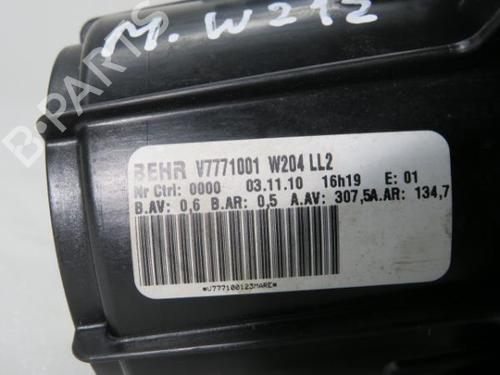 M. W212
B PARTS
BEHR V7771001 W204 LL2
Nr Ctrl: 0000 03.11.10 16h19 E: 01
B.AV: 0,6 B.AR: 0,5 A.AV: 307,5A.AR: 134,7
*V777100123MARE*